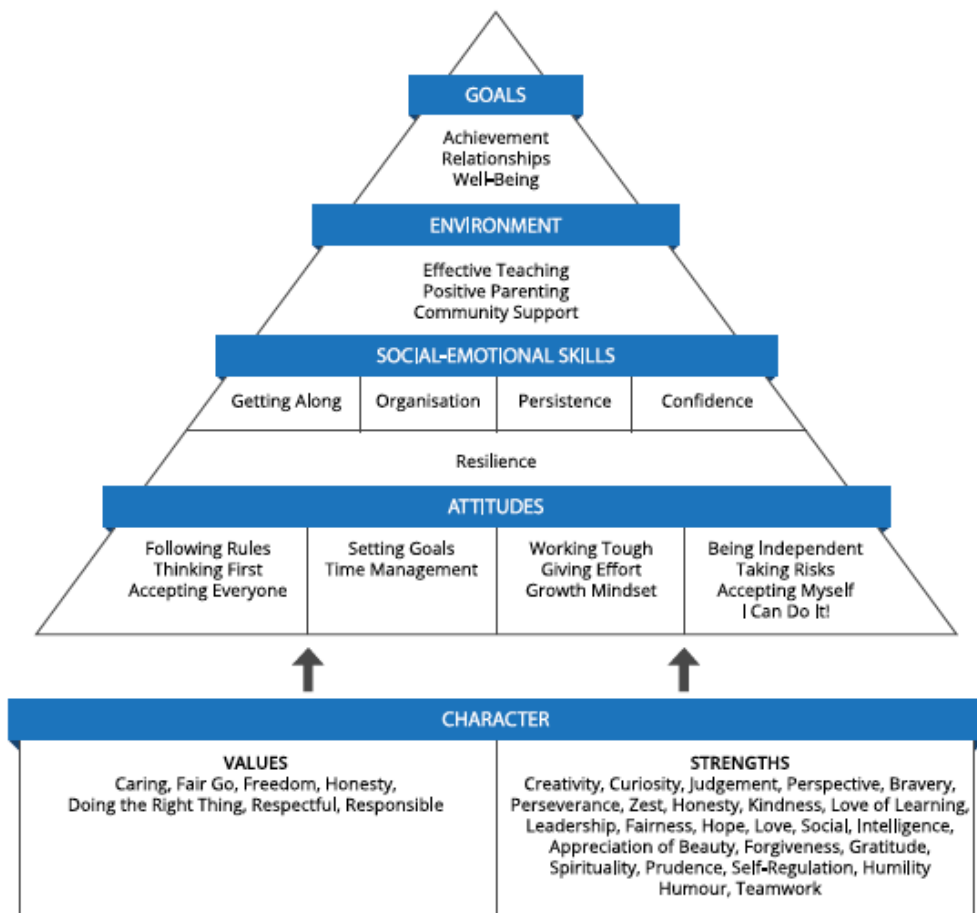 GOALS
Achievement
Relationships
Well-Being
ENVIRONMENT
Effective Teaching
Positive Parenting
Community Support
SOCIAL-EMOTIONAL SKILLS
Getting Along
Organisation
Persistence
Confidence
Resilience
ATTITUDES
Following Rules
Thinking First
Accepting Everyone
Setting Goals
Time Management
Working Tough
Giving Effort
Growth Mindset
Being Independent
Taking Risks
Accepting Myself
I Can Do It!
CHARACTER
VALUES
Caring, Fair Go, Freedom, Honesty,
Doing the Right Thing, Respectful, Responsible
STRENGTHS
Creativity, Curiosity, Judgement, Perspective, Bravery,
Perseverance, Zest, Honesty, Kindness, Love of Learning,
Leadership, Fairness, Hope, Love, Social, Intelligence,
Appreciation of Beauty, Forgiveness, Gratitude,
Spirituality, Prudence, Self-Regulation, Humility
Humour, Teamwork